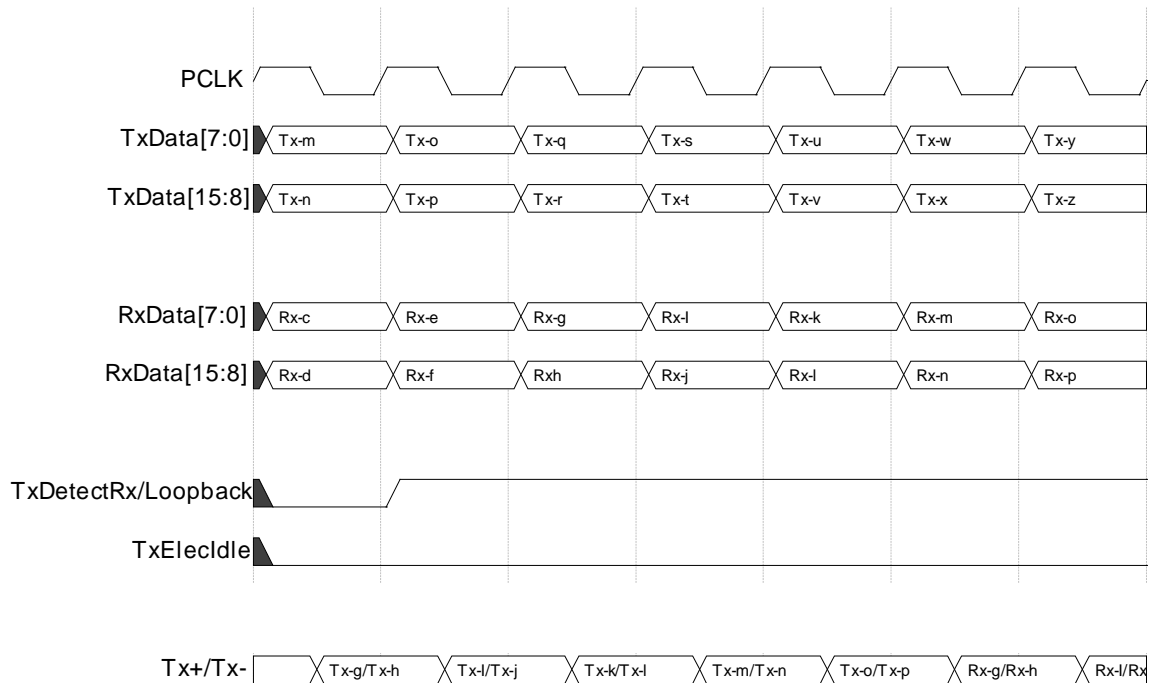 PCLK
TxData[7:0] Tx-m Tx-o Tx-q Tx-s Tx-u Tx-w Tx-y
TxData[15:8] Tx-n Tx-p Tx-r Tx-t Tx-v Tx-x Tx-z
RxData[7:0] Rx-c Rx-e Rx-g Rx-I Rx-k Rx-m Rx-o
RxData[15:8] Rx-d Rx-f Rxh Rx-j Rx-l Rx-n Rx-p
TxDetectRx/Loopback
TxElecIdle
Tx+/Tx- Tx-g/Tx-h Tx-I/Tx-j Tx-k/Tx-l Tx-m/Tx-n Tx-o/Tx-p Rx-g/Rx-h Rx-I/Rx